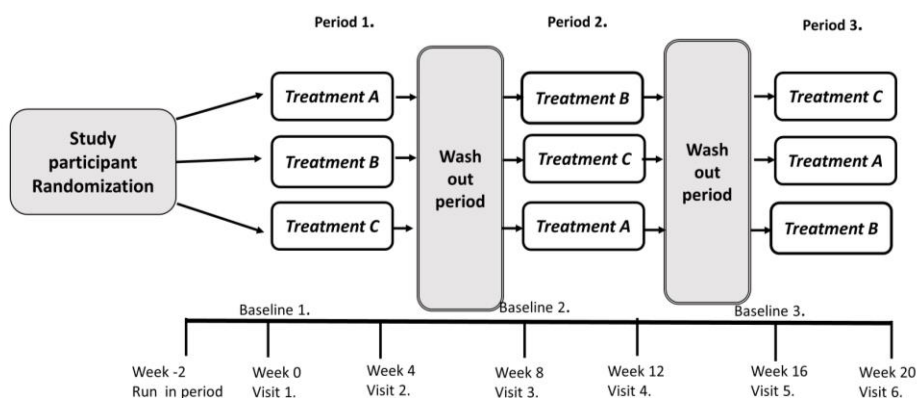 Period 1.
Period 2.
Period 3.
Study
participant
Randomization
Treatment A
Treatment B
Treatment C
Wash
out
period
Treatment B
Treatment C
Treatment A
Wash
out
period
Treatment C
Treatment A
Treatment B
Baseline 1.
Baseline 2.
Baseline 3.
Week -2
Run in period
Week 0
Visit 1.
Week 4
Visit 2.
Week 8
Visit 3.
Week 12
Visit 4.
Week 16
Visit 5.
Week 20
Visit 6.